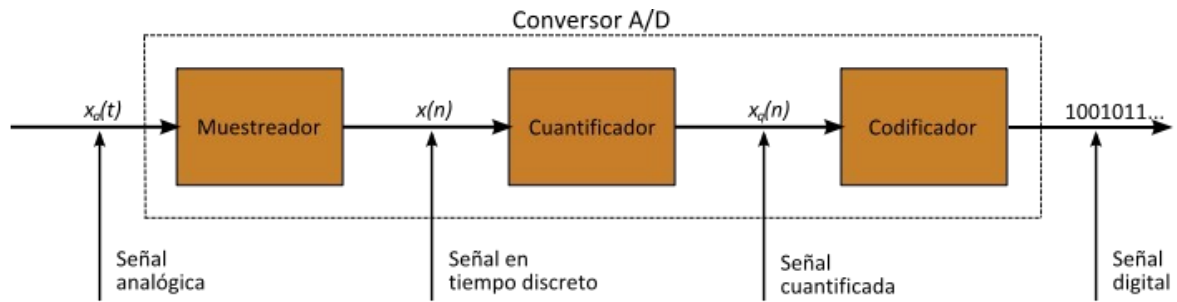 Conversor A/D
xa(t)
Muestreador
x(n)
Cuantificador
xq(n)
Codificador
1001011...
Señal
analógica
Señal en
tiempo discreto
Señal
cuantificada
Señal
digital